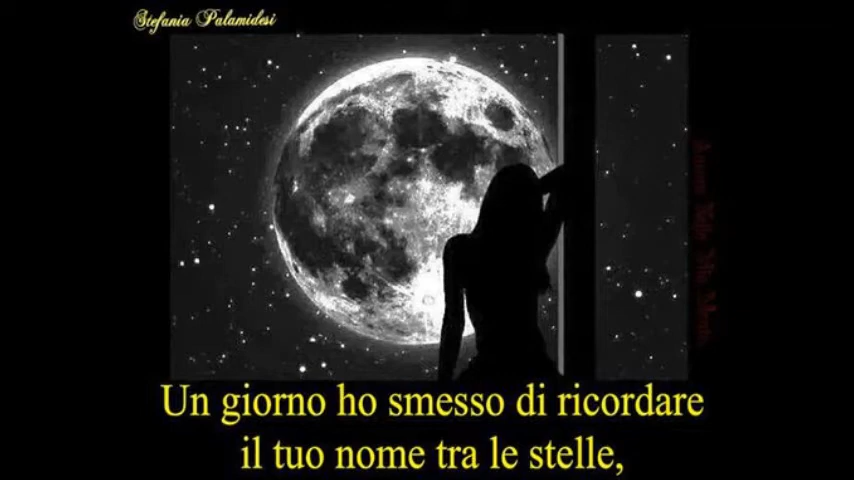 Stefania Palamidesi
Un giorno ho smesso di ricordare
il tuo nome tra le stelle,